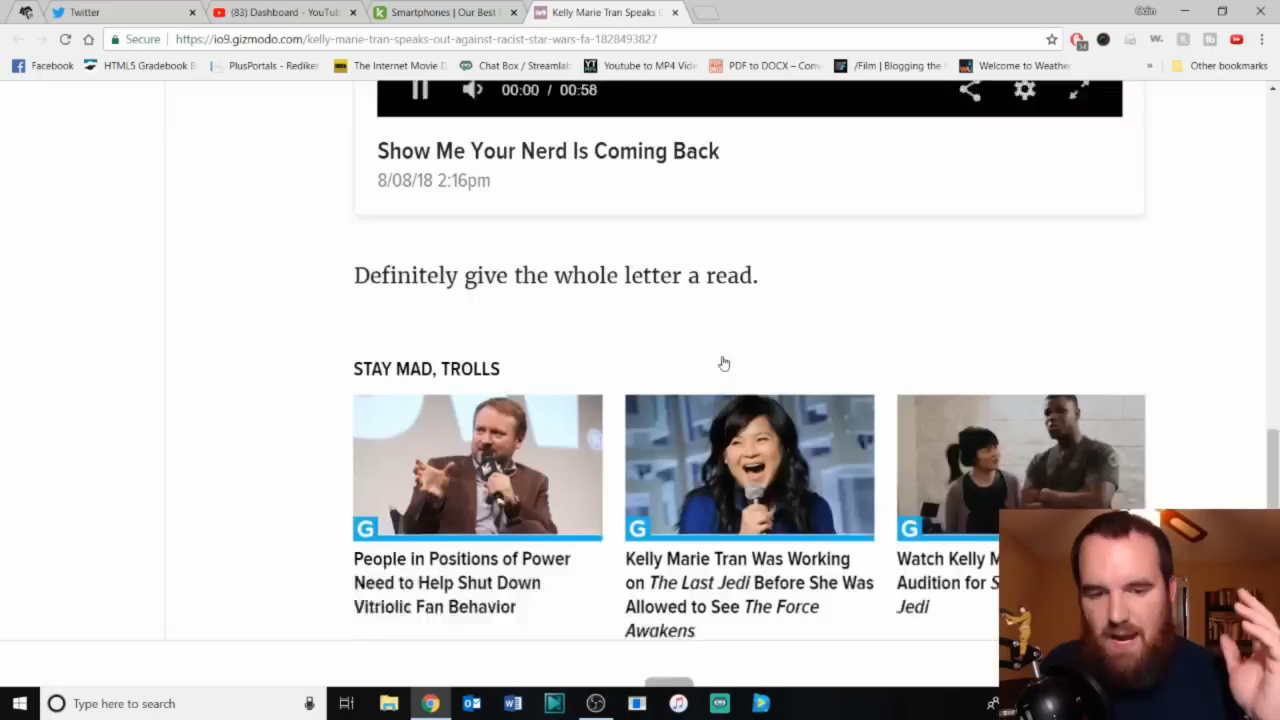 Twitter
(83) Dashboard - YouTub
Smartphones | Our Best
Kelly Marie Tran Speaks
Secure
https://io9.gizmodo.com/kelly-marie-tran-speaks-out-against-racist-star-wars-fa-1828493827
Facebook
HTML5 Gradebook
PlusPortals - Rediker
The Internet Movie D
Chat Box / Streamlab
Youtube to MP4 Vide
PDF to DOCX – Conv
/Film | Blogging the
Welcome to Weather
»
Other bookmarks
00:00 / 00:58
Show Me Your Nerd Is Coming Back
8/08/18 2:16pm
Definitely give the whole letter a read.
STAY MAD, TROLLS
G
G
G
People in Positions of Power
Need to Help Shut Down
Vitriolic Fan Behavior
Kelly Marie Tran Was Working
on The Last Jedi Before She Was
Allowed to See The Force
Awakens
Watch Kelly M
Audition for S
Jedi
Type here to search